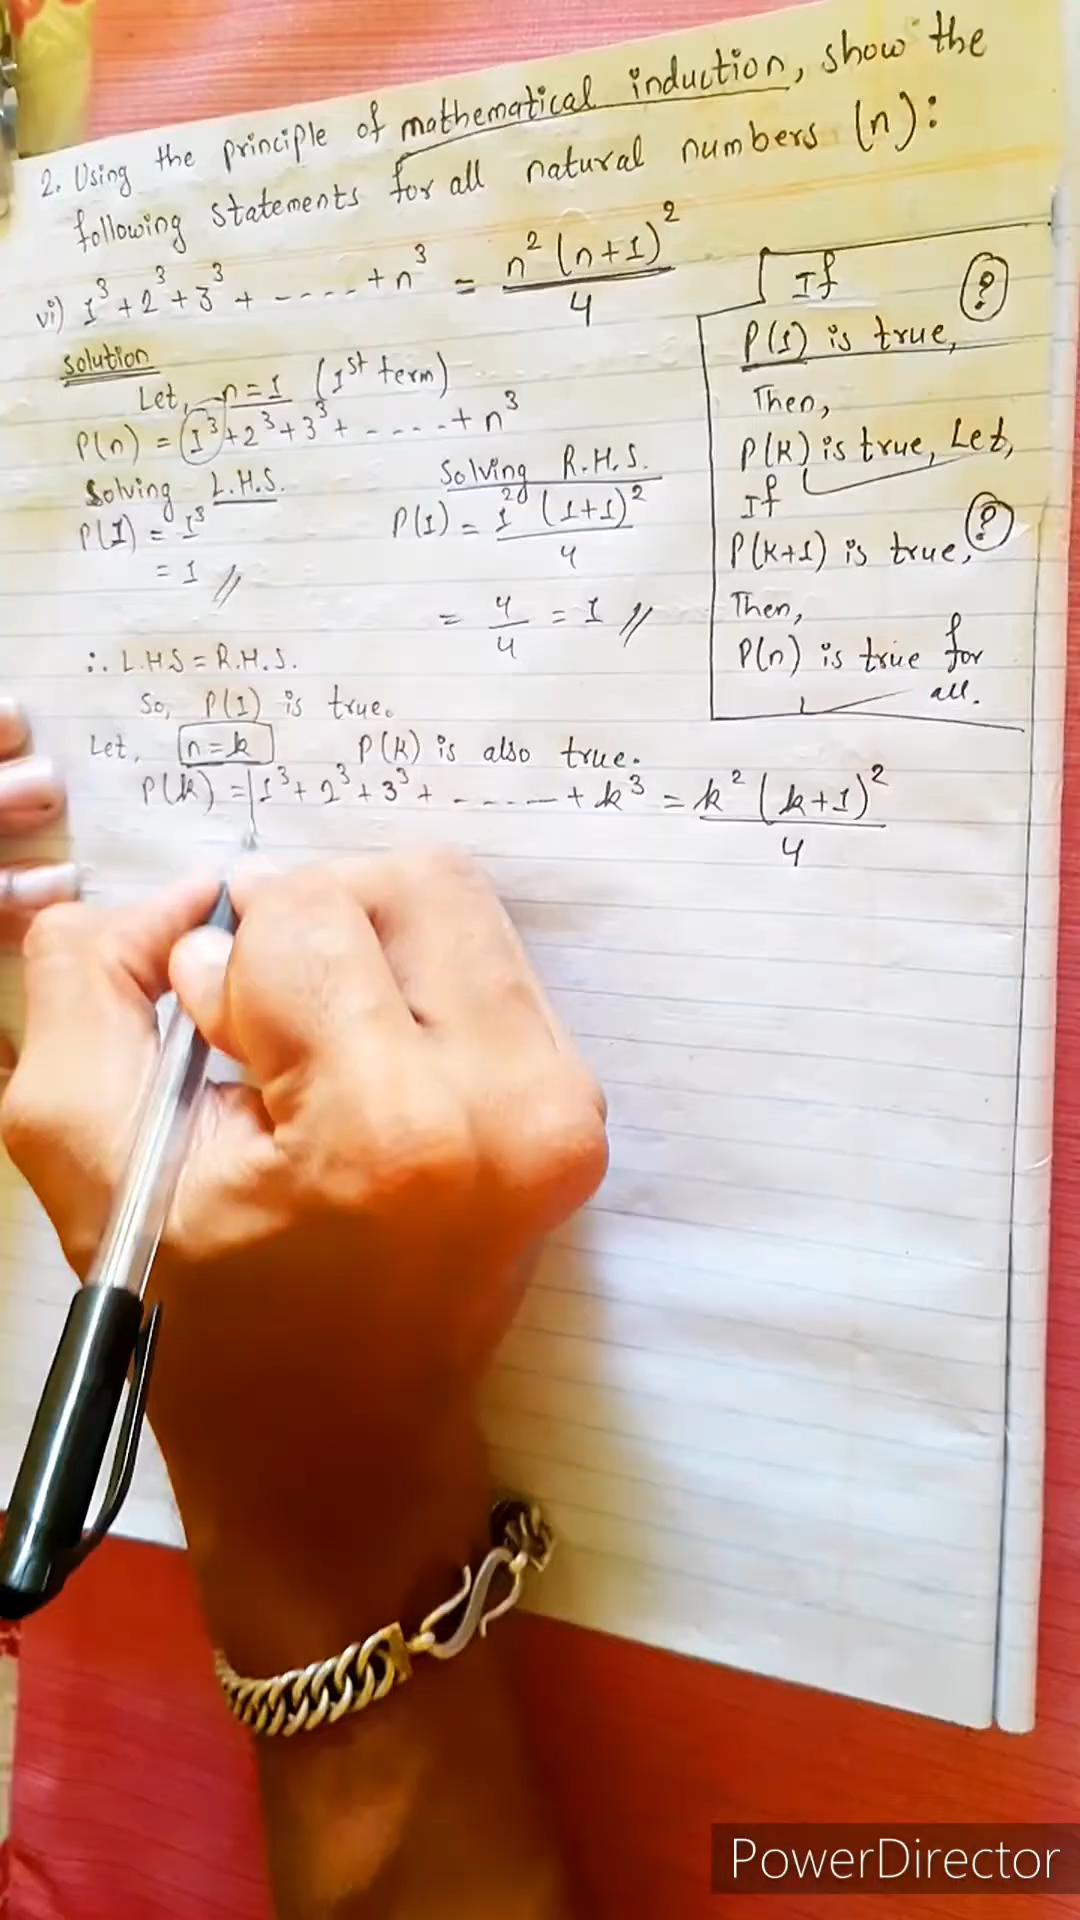 2. Using the principle of mathematical induction, show the
following statements for all natural numbers (n):
vi) 1³ + 2³ + 3³ + ----- + n³ = n² (n+1)² / 4
Solution
Let, n = 1 (1st term)
P(n) = 1³ + 2³ + 3³ + ----- + n³
Solving L.H.S.
P(1) = 1³
= 1 //
Solving R.H.S.
P(1) = 1² (1+1)² / 4
= 4/4 = 1 //
∴ L.H.S = R.H.S.
So, P(1) is true.
Let, n = k P(k) is also true.
P(k) = 1³ + 2³ + 3³ + ----- + k³ = k² (k+1)² / 4
If ?
P(1) is true,
Then,
P(k) is true, Let,
If
P(k+1) is true, ?
Then,
P(n) is true for
all.
PowerDirector